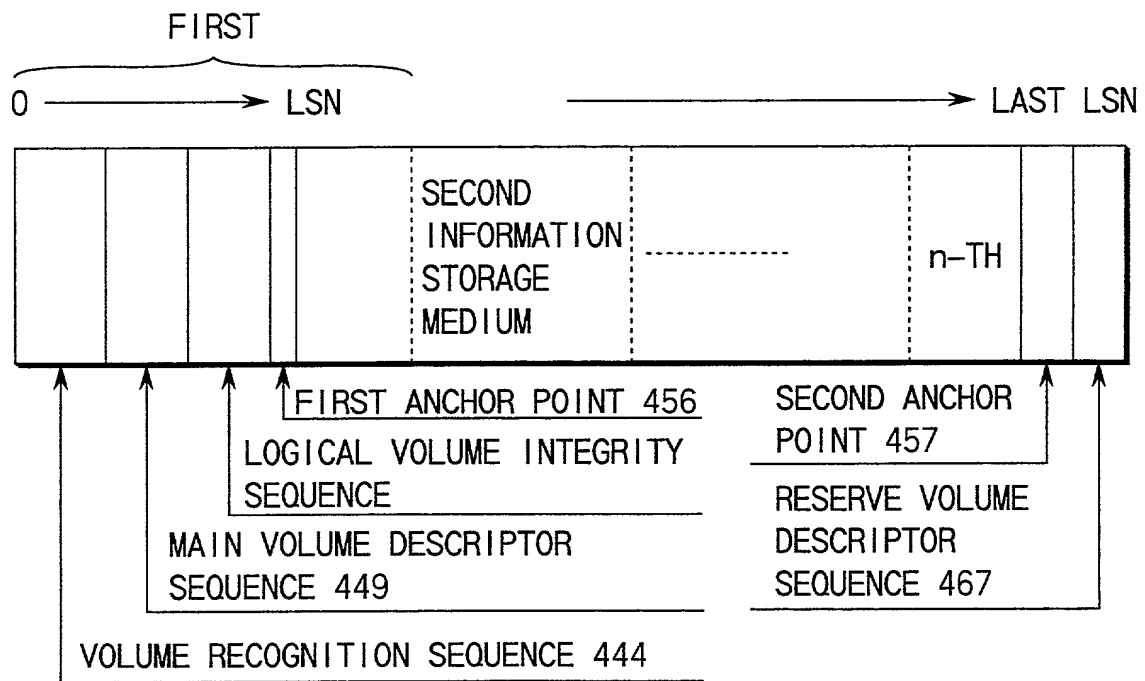 FIRST
0 LSN LAST LSN
SECOND
INFORMATION
STORAGE
MEDIUM
n-TH
FIRST ANCHOR POINT 456
LOGICAL VOLUME INTEGRITY
SEQUENCE
MAIN VOLUME DESCRIPTOR
SEQUENCE 449
VOLUME RECOGNITION SEQUENCE 444
SECOND ANCHOR
POINT 457
RESERVE VOLUME
DESCRIPTOR
SEQUENCE 467